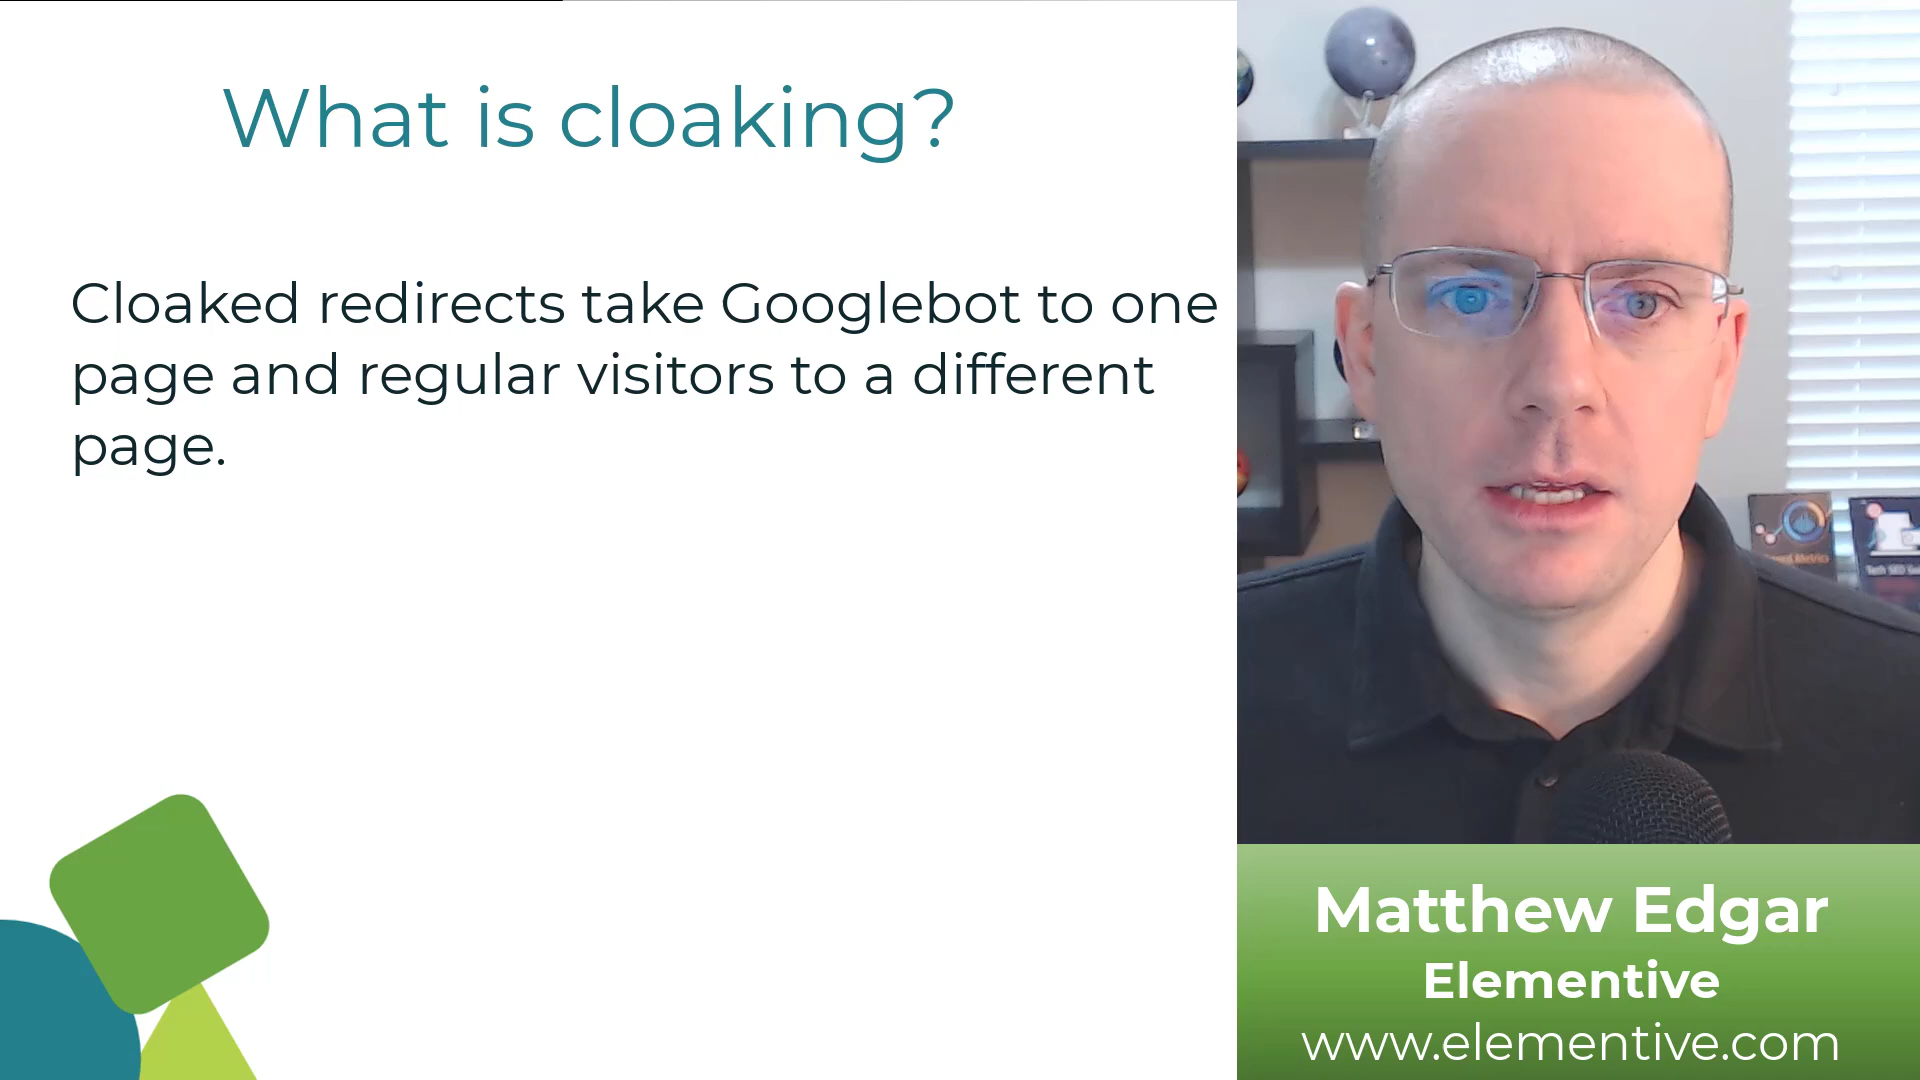 What is cloaking?
Cloaked redirects take Googlebot to one
page and regular visitors to a different
page.
Matthew Edgar
Elementive
www.elementive.com